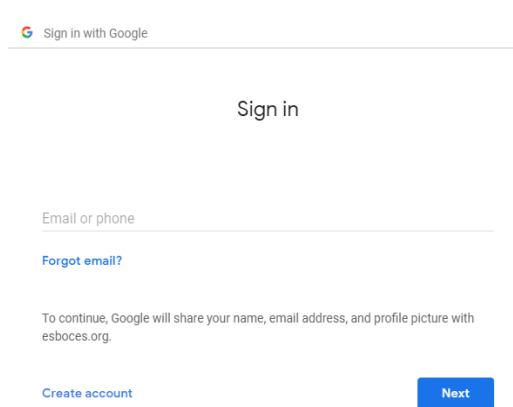 Sign in with Google
Sign in
Email or phone
Forgot email?
To continue, Google will share your name, email address, and profile picture with
esboces.org.
Create account
Next